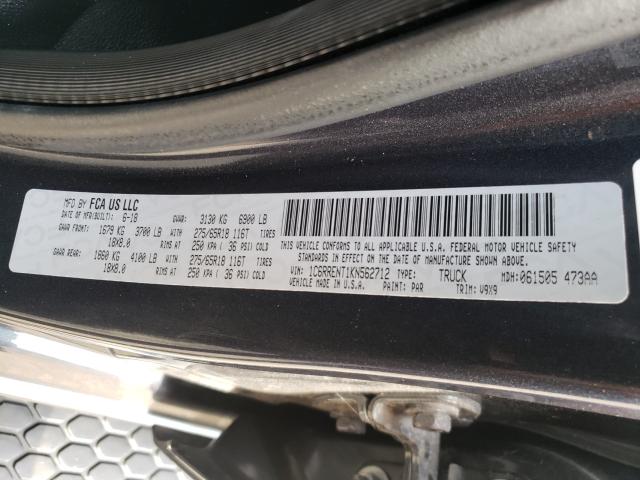 MFD BY FCA US LLC
DATE OF MFR(BUILT): 6-18 GVWR: 3130 KG 6900 LB
GAWR FRONT: 1679 KG 3700 LB WITH 275/65R18 116T TIRES
18X8.0 RIMS AT 250 KPA ( 36 PSI) COLD
GAWR REAR: 1860 KG 4100 LB WITH 275/65R18 116T TIRES
18X8.0 RIMS AT 250 KPA ( 36 PSI) COLD
THIS VEHICLE CONFORMS TO ALL APPLICABLE U.S.A. FEDERAL MOTOR VEHICLE SAFETY
STANDARDS IN EFFECT ON THE DATE OF MANUFACTURE SHOWN ABOVE.
VIN: 1C6RRENT1KN562712 TYPE: TRUCK MDH: 061505 473AA
VEHICLE MADE IN U.S.A. PAINT: PAR TRIM: V9X9